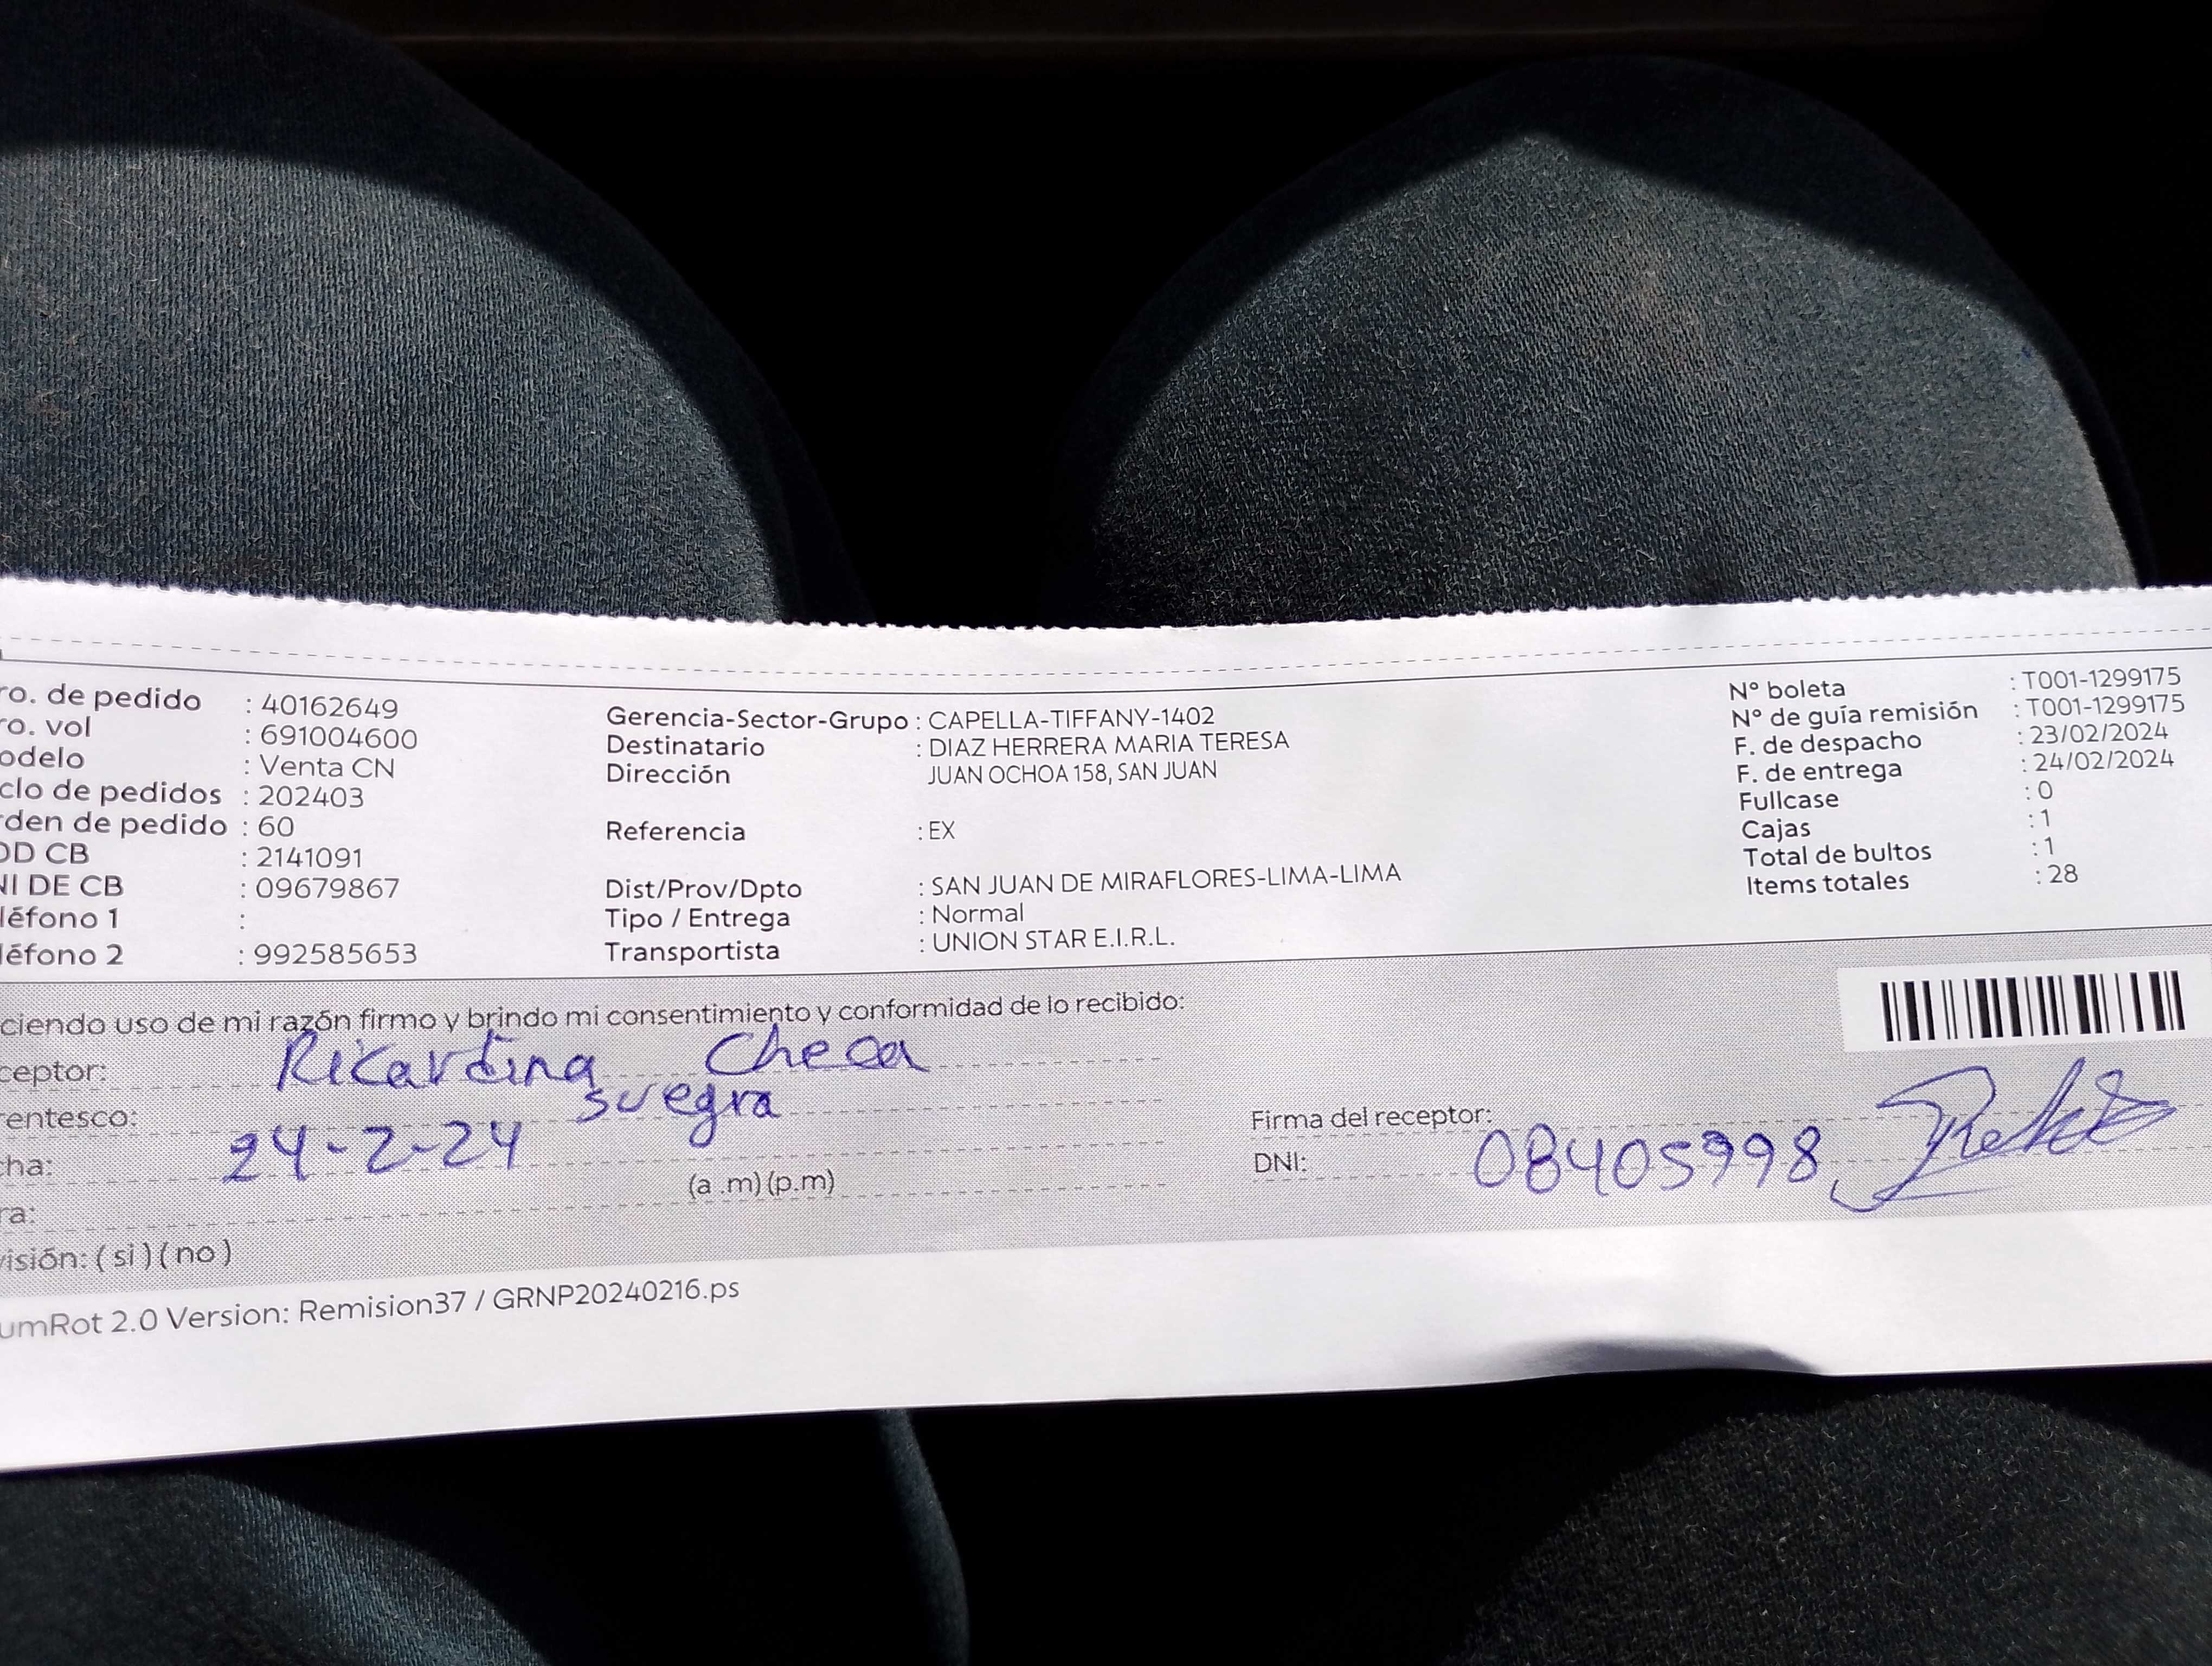 ro. de pedido : 40162649
ro. vol : 691004600
odelo : Venta CN
clo de pedidos : 202403
rden de pedido : 60
OD CB : 2141091
NI DE CB : 09679867
léfono 1 :
léfono 2 : 992585653
Gerencia-Sector-Grupo : CAPELLA-TIFFANY-1402
Destinatario : DIAZ HERRERA MARIA TERESA
Dirección JUAN OCHOA 158, SAN JUAN
Referencia : EX
Dist/Prov/Dpto : SAN JUAN DE MIRAFLORES-LIMA-LIMA
Tipo / Entrega : Normal
Transportista : UNION STAR E.I.R.L.
N° boleta : T001-1299175
N° de guía remisión : T001-1299175
F. de despacho : 23/02/2024
F. de entrega : 24/02/2024
Fullcase : 0
Cajas : 1
Total de bultos : 1
Items totales : 28
ciendo uso de mi razón firmo y brindo mi consentimiento y conformidad de lo recibido:
ceptor: Ricardina Checa
rentesco: suegra
cha: 24-2-24
ra: (a .m) (p.m)
visión: ( si ) ( no )
Firma del receptor:
DNI: 08405998
umRot 2.0 Version: Remision37 / GRNP20240216.ps